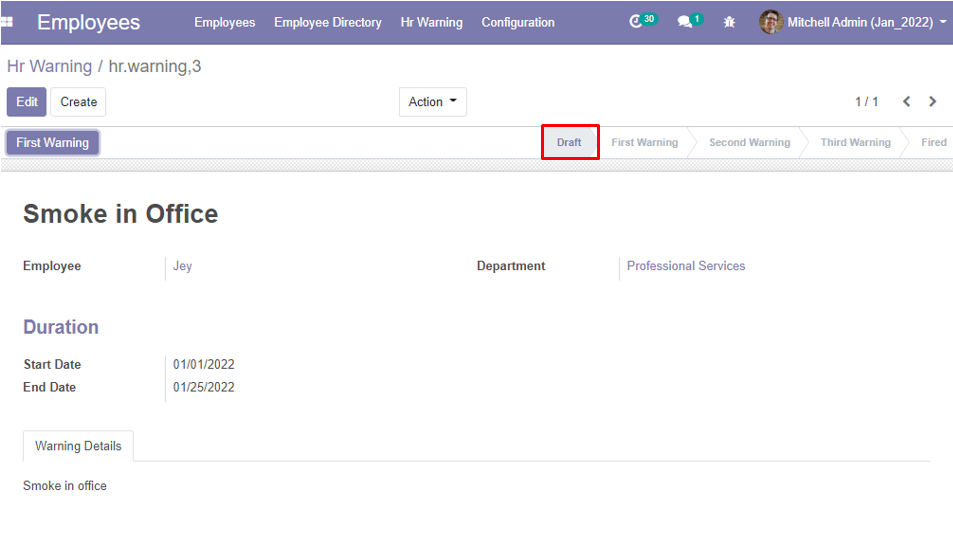 Employees Employees Employee Directory Hr Warning Configuration 30 1 Mitchell Admin (Jan_2022)
Hr Warning / hr.warning,3
Edit Create Action 1 / 1
First Warning Draft First Warning Second Warning Third Warning Fired
Smoke in Office
Employee Jey Department Professional Services
Duration
Start Date 01/01/2022
End Date 01/25/2022
Warning Details
Smoke in office